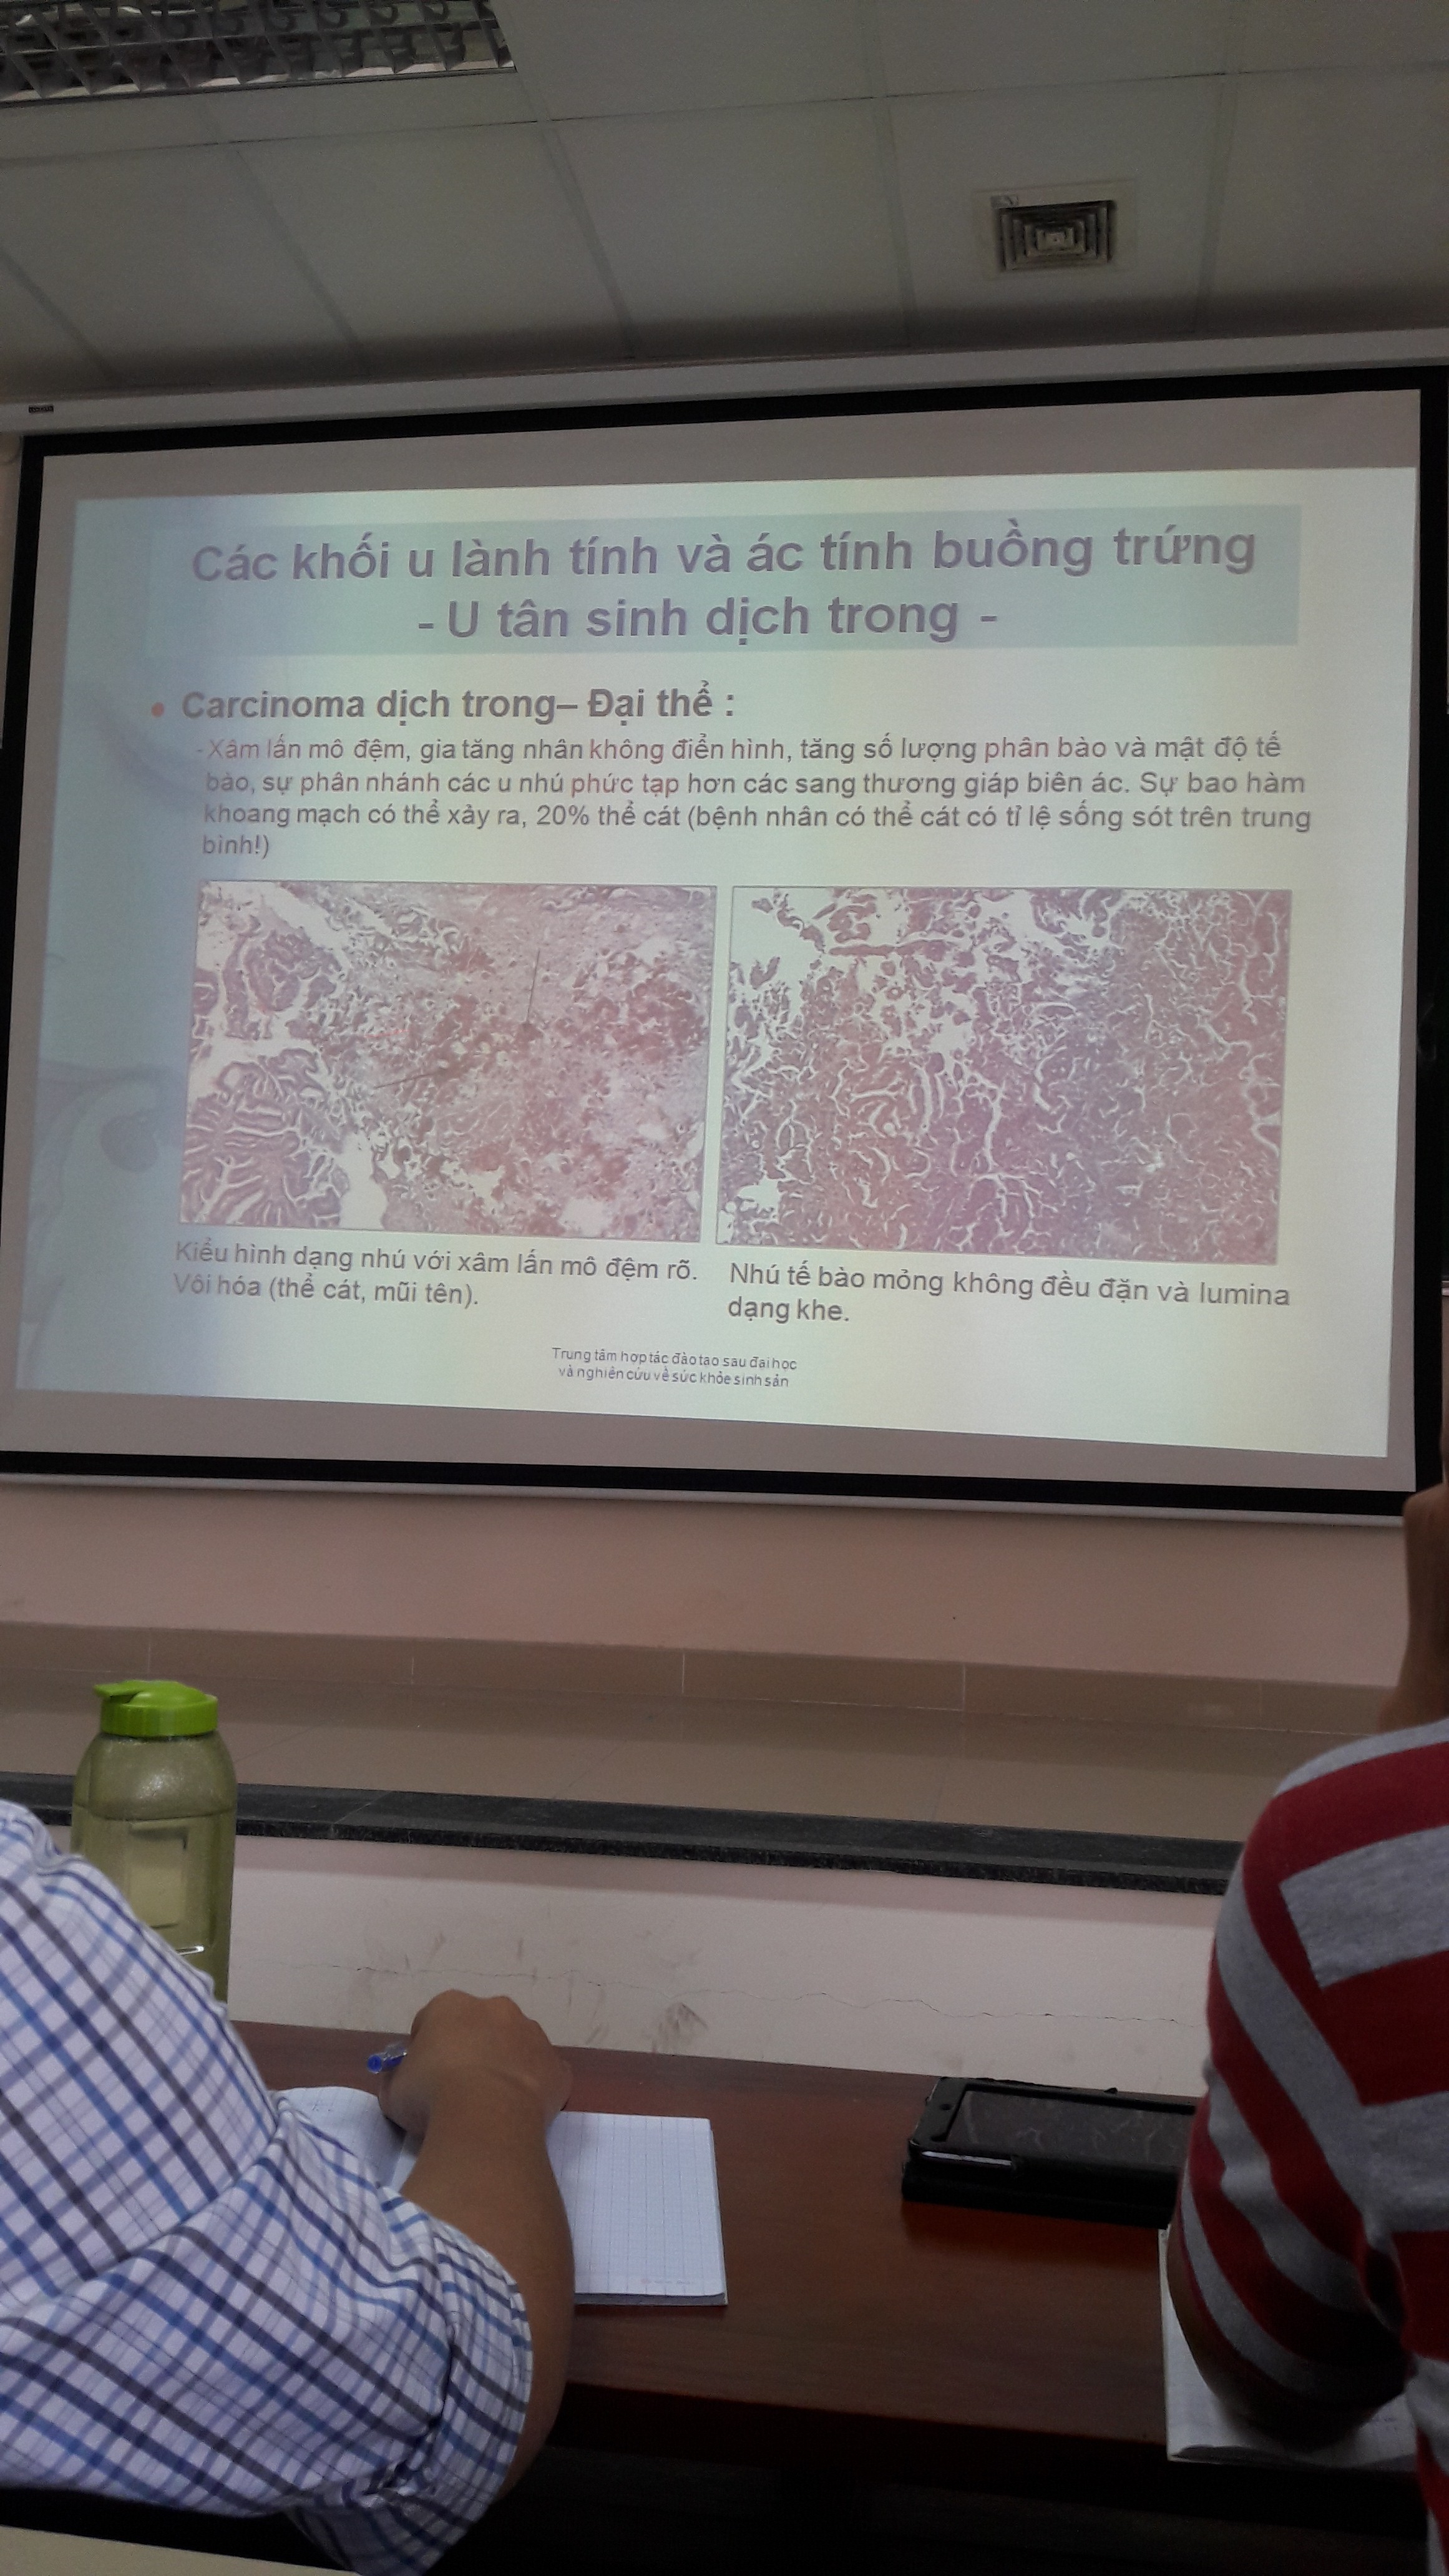 Các khối u lành tính và ác tính buồng trứng
- U tân sinh dịch trong -
• Carcinoma dịch trong– Đại thể :
- Xâm lấn mô đệm, gia tăng nhân không điển hình, tăng số lượng phân bào và mật độ tế
bào, sự phân nhánh các u nhú phức tạp hơn các sang thương giáp biên ác. Sự bao hàm
khoang mạch có thể xảy ra, 20% thể cát (bệnh nhân có thể cát có tỉ lệ sống sót trên trung
bình!)
Kiểu hình dạng nhú với xâm lấn mô đệm rõ.
Vôi hóa (thể cát, mũi tên).
Nhú tế bào mỏng không đều đặn và lumina
dạng khe.
Trung tâm hợp tác đào tạo sau đại học
và nghiên cứu về sức khỏe sinh sản